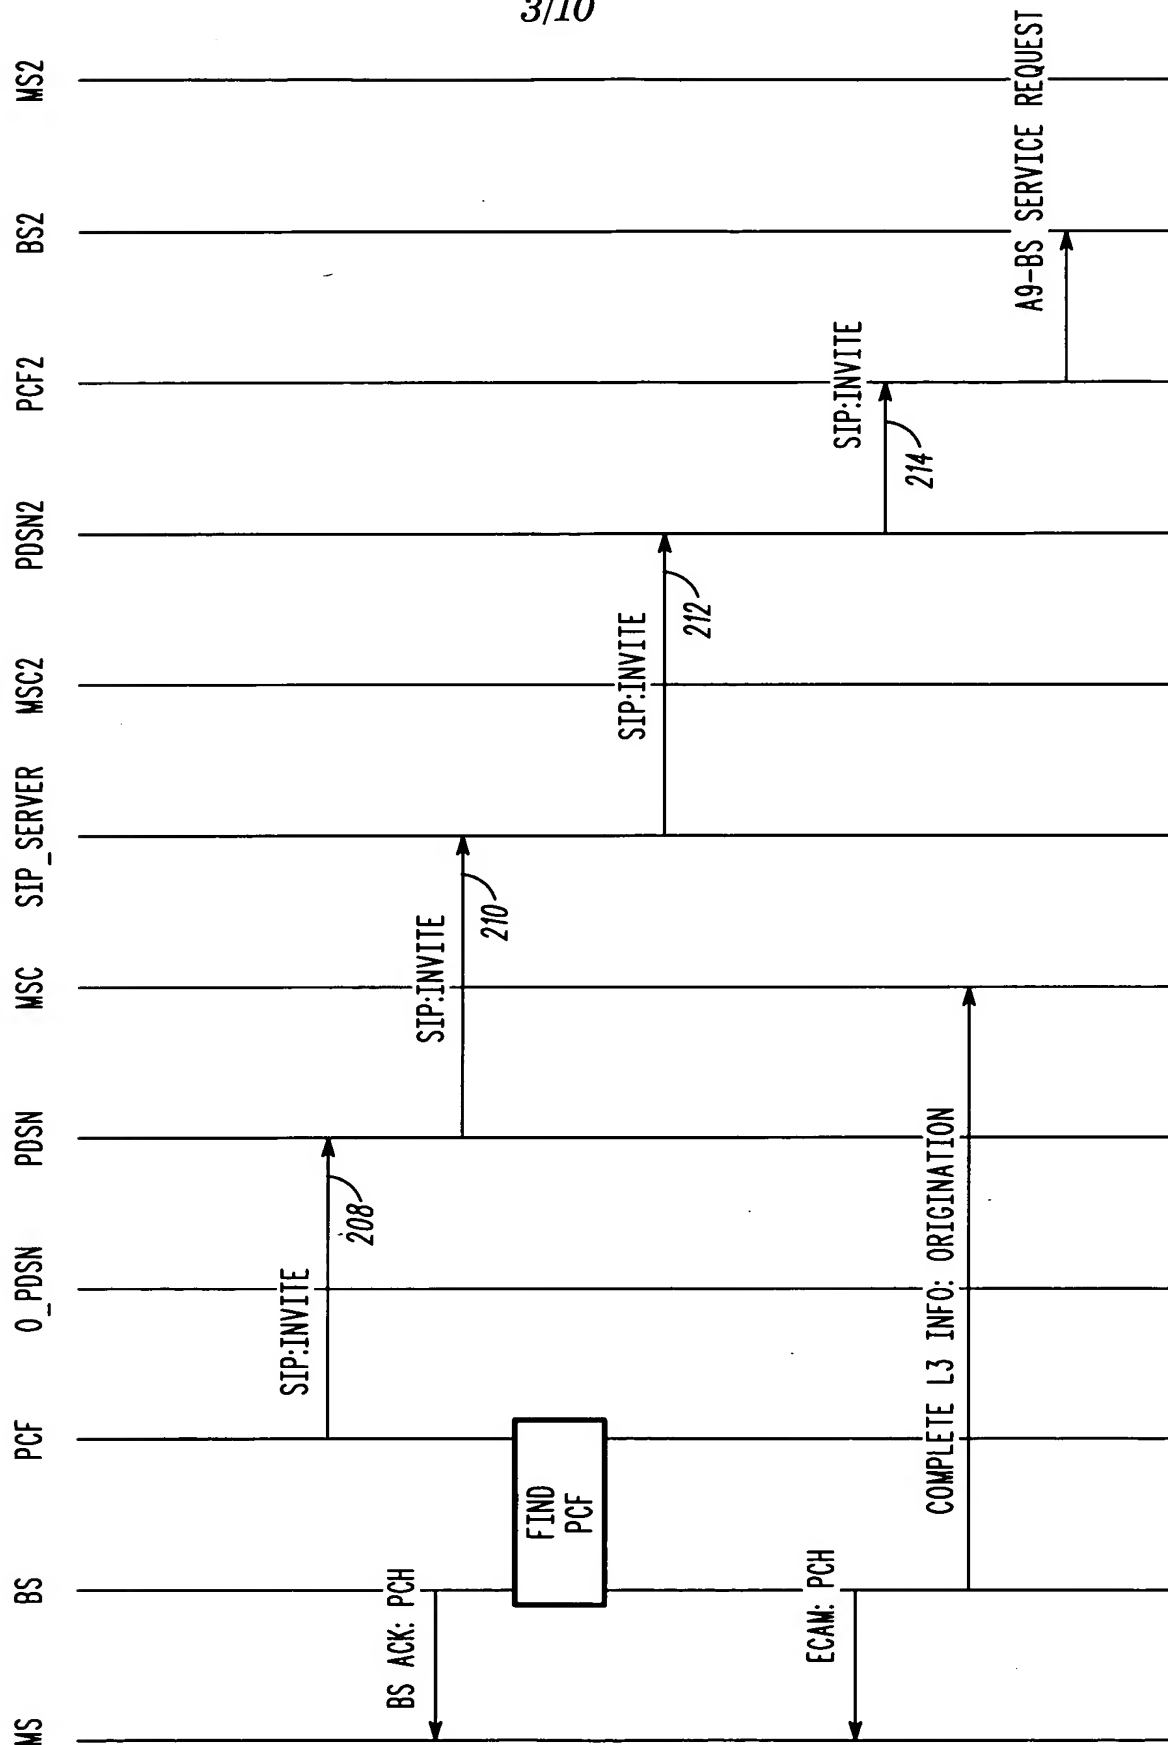 3/10
MS
BS
PCF
O_PDSN
PDSN
MSC
SIP_SERVER
MSC2
PDSN2
PCF2
BS2
MS2
SIP:INVITE
208
BS ACK: PCH
SIP:INVITE
210
FIND
PCF
SIP:INVITE
212
ECAM: PCH
SIP:INVITE
214
COMPLETE L3 INFO: ORIGINATION
A9-BS SERVICE REQUEST